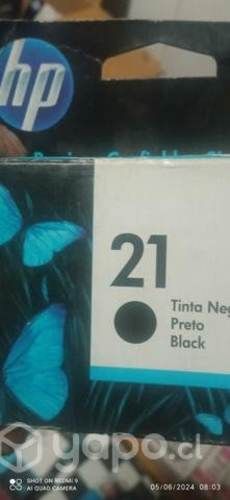 hp
21
Tinta Neg
Preto
Black
SHOT ON REDMI 9
AI QUAD CAMERA
05/06/2024 08:03
yapo.cl